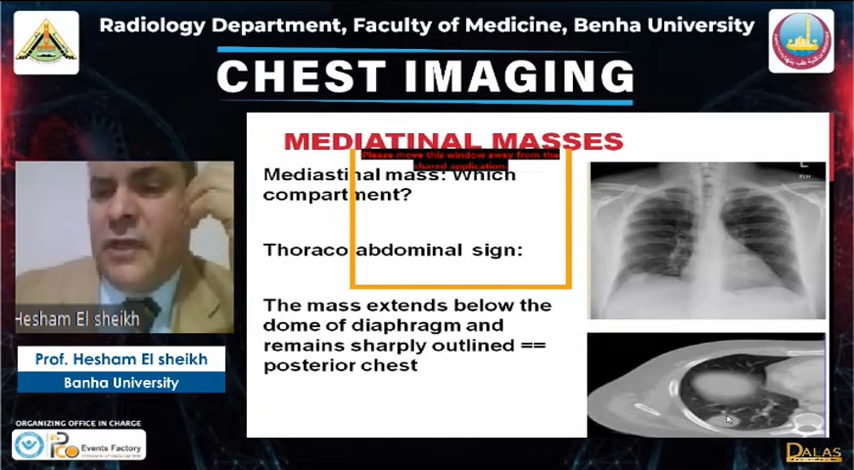 Radiology Department, Faculty of Medicine, Benha University
CHEST IMAGING
MEDIATINAL MASSES
Please move this window away from the
shared application.
Mediastinal mass: Which
compartment?
Thoraco abdominal sign:
The mass extends below the
dome of diaphragm and
remains sharply outlined ==
posterior chest
Hesham El sheikh
Prof. Hesham El sheikh
Banha University
ORGANIZING OFFICE IN CHARGE
Events Factory
DALAS